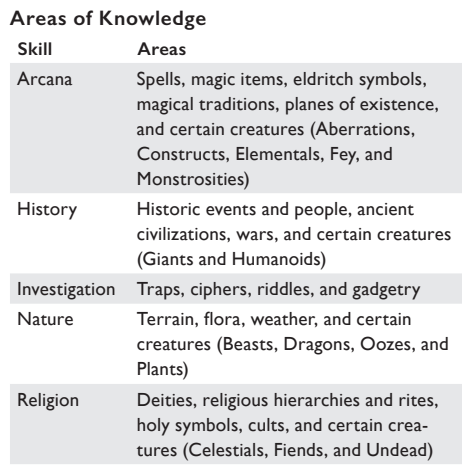 Areas of Knowledge
Skill Areas
Arcana Spells, magic items, eldritch symbols,
magical traditions, planes of existence,
and certain creatures (Aberrations,
Constructs, Elementals, Fey, and
Monstrosities)
History Historic events and people, ancient
civilizations, wars, and certain creatures
(Giants and Humanoids)
Investigation Traps, ciphers, riddles, and gadgetry
Nature Terrain, flora, weather, and certain
creatures (Beasts, Dragons, Oozes, and
Plants)
Religion Deities, religious hierarchies and rites,
holy symbols, cults, and certain crea-
tures (Celestials, Fiends, and Undead)